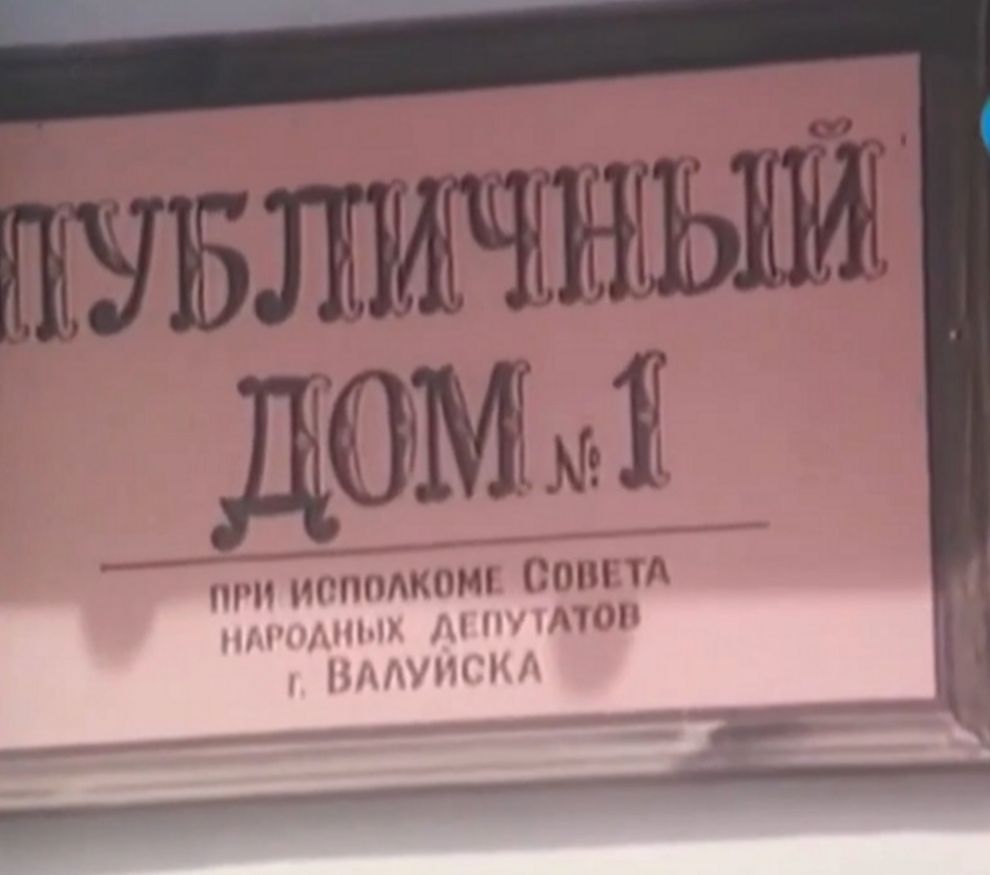 ПУБЛИЧНЫЙ
ДОМ № 1
ПРИ ИСПОЛКОМЕ СОВЕТА
НАРОДНЫХ ДЕПУТАТОВ
г. ВАЛУЙСКА